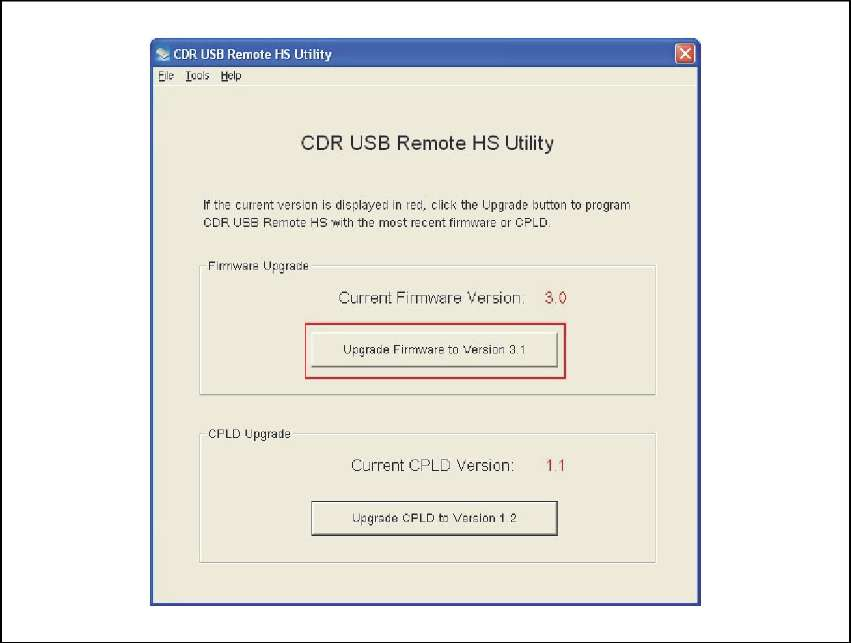 CDR USB Remote HS Utility
File Tools Help
CDR USB Remote HS Utility
If the current version is displayed in red, click the Upgrade button to program
CDR USB Remote HS with the most recent firmware or CPLD.
Firmware Upgrade
Current Firmware Version: 3.0
Upgrade Firmware to Version 3.1
CPLD Upgrade
Current CPLD Version: 1.1
Upgrade CPLD to Version 1.2